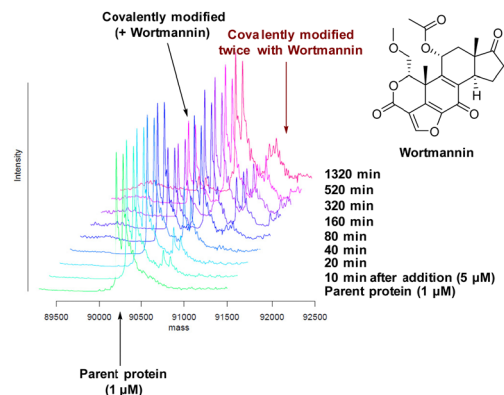 Covalently modified
(+ Wortmannin)
Covalently modified
twice with Wortmannin
O
O
O
O
H
O
O
O
O
Wortmannin
Intensity
1320 min
520 min
320 min
160 min
80 min
40 min
20 min
10 min after addition (5 µM)
Parent protein (1 µM)
89500
90000
90500
91000
91500
92000
92500
mass
Parent protein
(1 µM)